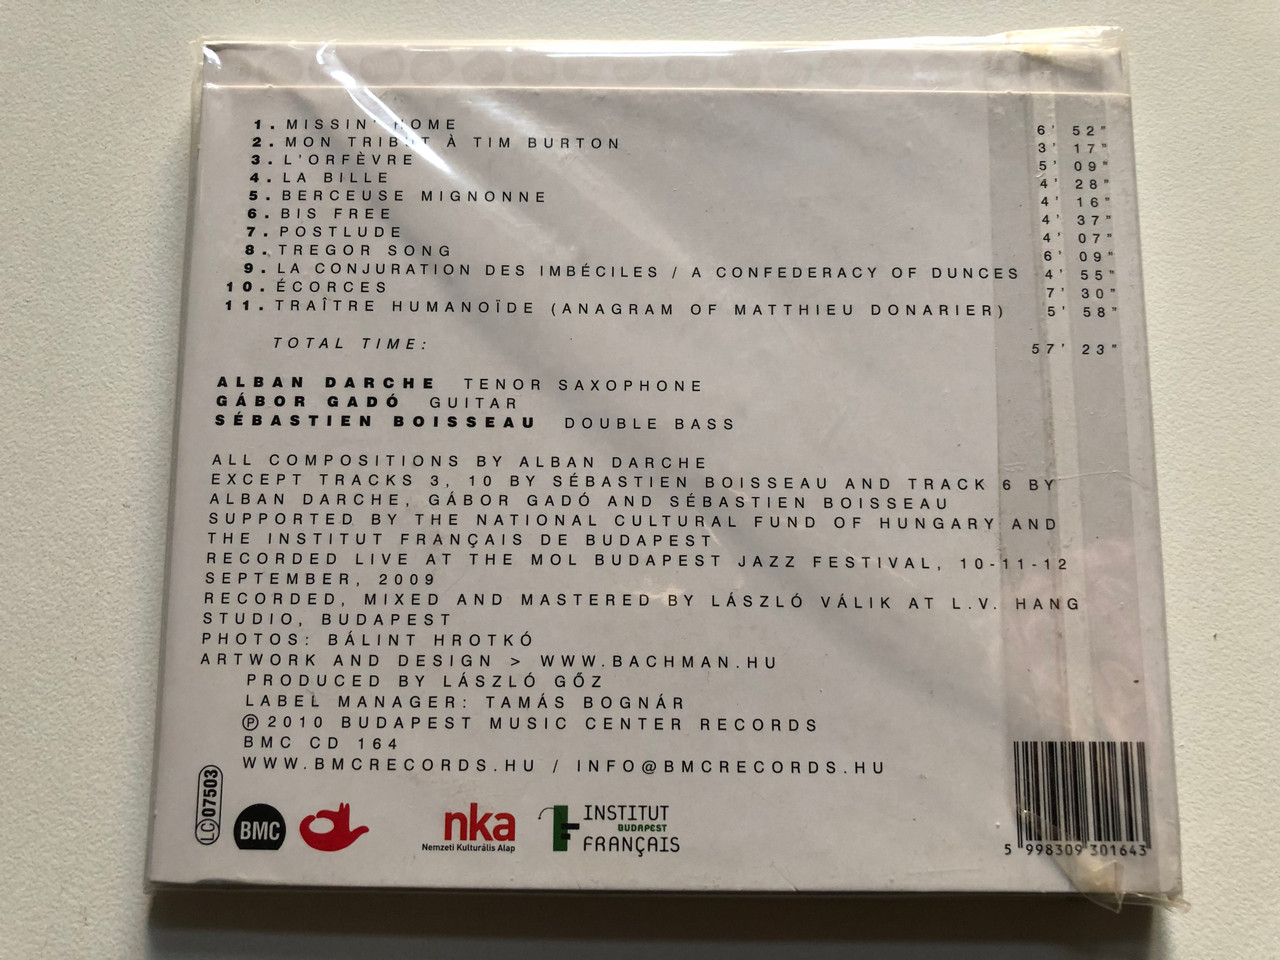 1. MISSIN' HOME 6' 52"
2. MON TRIBUT À TIM BURTON 3' 17"
3. L'ORFÈVRE 5' 09"
4. LA BILLE 4' 28"
5. BERCEUSE MIGNONNE 4' 16"
6. BIS FREE 4' 37"
7. POSTLUDE 4' 07"
8. TREGOR SONG 6' 09"
9. LA CONJURATION DES IMBÉCILES / A CONFEDERACY OF DUNCES 4' 55"
10. ÉCORCES 7' 30"
11. TRAÎTRE HUMANOÏDE (ANAGRAM OF MATTHIEU DONARIER) 5' 58"
TOTAL TIME: 57' 23"
ALBAN DARCHE TENOR SAXOPHONE
GÁBOR GADÓ GUITAR
SÉBASTIEN BOISSEAU DOUBLE BASS
ALL COMPOSITIONS BY ALBAN DARCHE
EXCEPT TRACKS 3, 10 BY SÉBASTIEN BOISSEAU AND TRACK 6 BY
ALBAN DARCHE, GÁBOR GADÓ AND SÉBASTIEN BOISSEAU
SUPPORTED BY THE NATIONAL CULTURAL FUND OF HUNGARY AND
THE INSTITUT FRANÇAIS DE BUDAPEST
RECORDED LIVE AT THE MOL BUDAPEST JAZZ FESTIVAL, 10-11-12
SEPTEMBER, 2009
RECORDED, MIXED AND MASTERED BY LÁSZLÓ VÁLIK AT L.V. HANG
STUDIO, BUDAPEST
PHOTOS: BÁLINT HROTKÓ
ARTWORK AND DESIGN > WWW.BACHMAN.HU
PRODUCED BY LÁSZLÓ GŐZ
LABEL MANAGER: TAMÁS BOGNÁR
℗ 2010 BUDAPEST MUSIC CENTER RECORDS
BMC CD 164
WWW.BMCRECORDS.HU / INFO@BMCRECORDS.HU
LC 07503
BMC
nka
Nemzeti Kulturális Alap
INSTITUT
BUDAPEST
FRANÇAIS
5 998309 301643